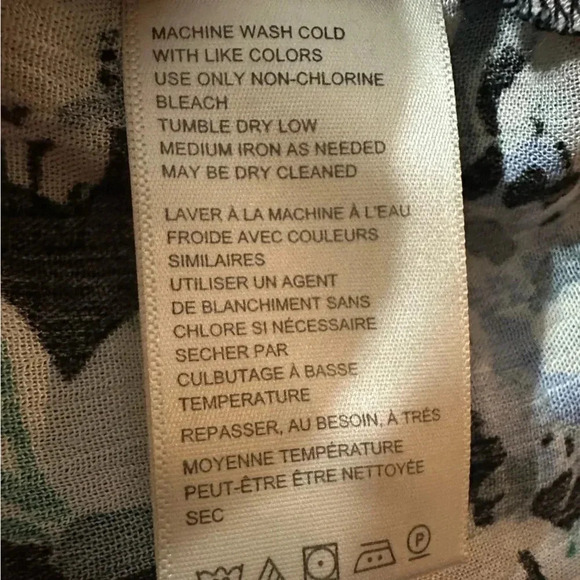 MACHINE WASH COLD
WITH LIKE COLORS
USE ONLY NON-CHLORINE
BLEACH
TUMBLE DRY LOW
MEDIUM IRON AS NEEDED
MAY BE DRY CLEANED
LAVER À LA MACHINE À L'EAU
FROIDE AVEC COULEURS
SIMILAIRES
UTILISER UN AGENT
DE BLANCHIMENT SANS
CHLORE SI NÉCESSAIRE
SECHER PAR
CULBUTAGE À BASSE
TEMPERATURE
REPASSER, AU BESOIN, À TRÉS
MOYENNE TEMPÉRATURE
PEUT-ÊTRE ÊTRE NETTOYÉE
SEC
P